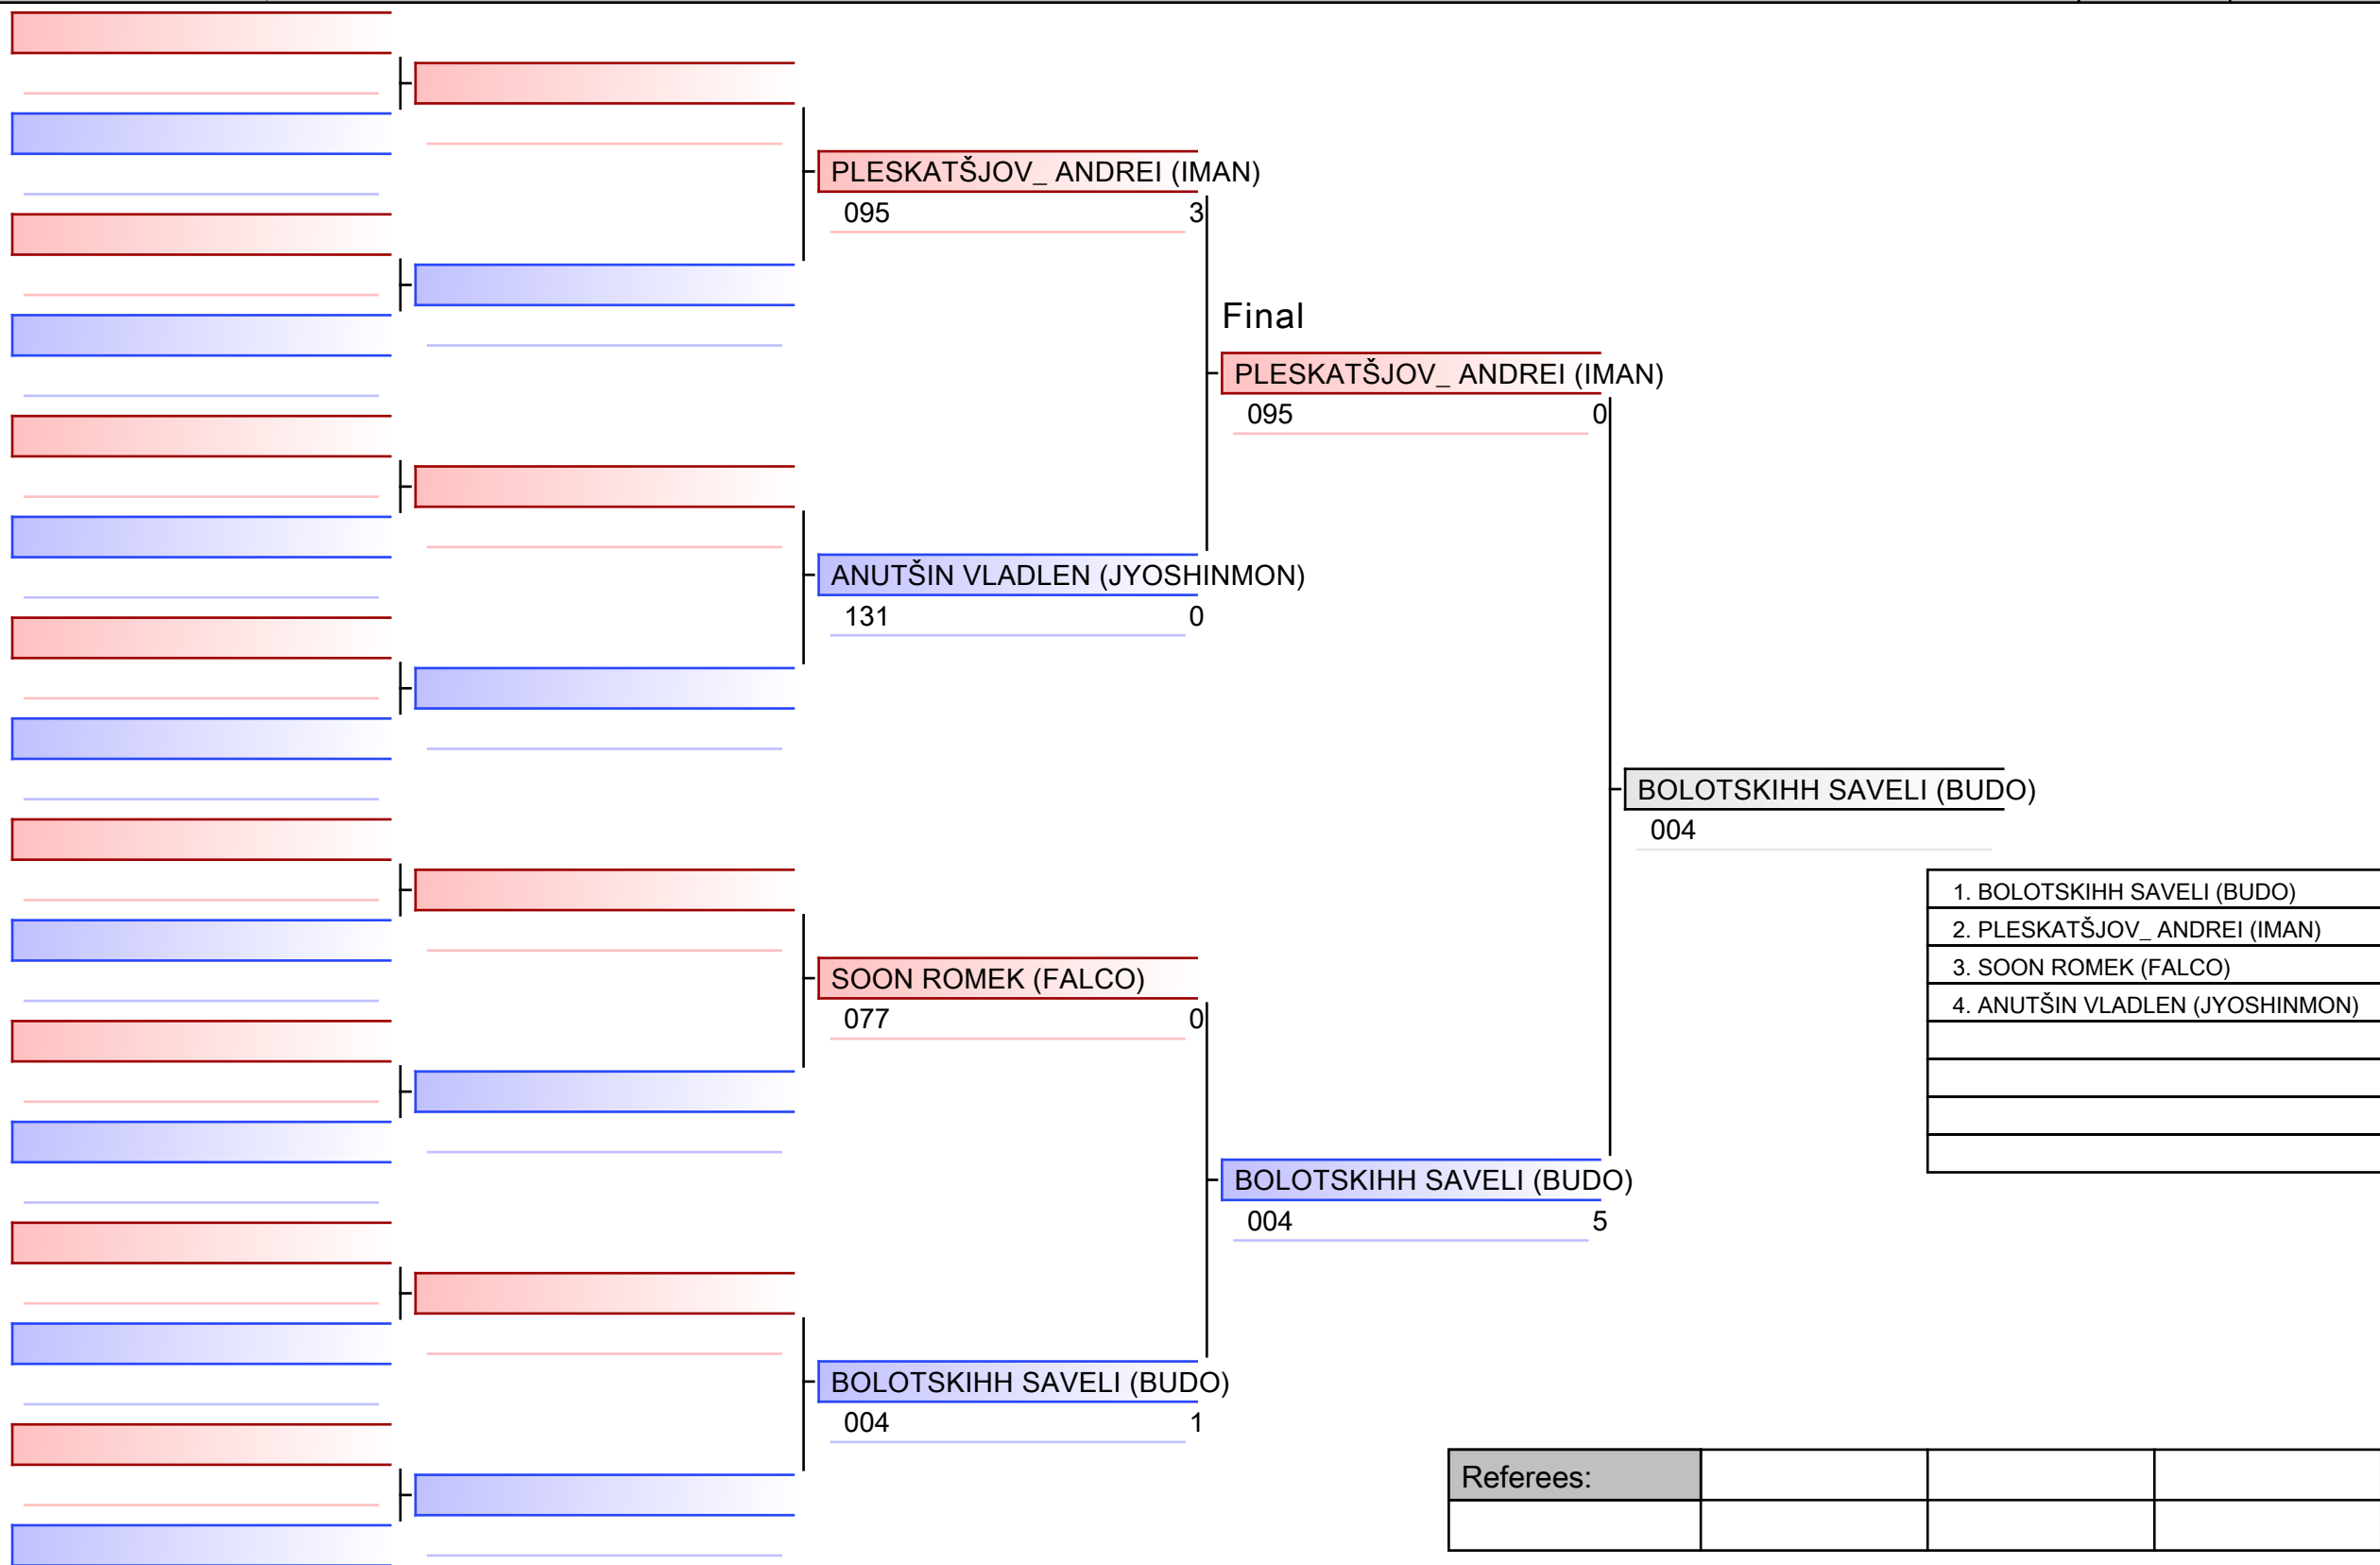 PLESKATŠJOV_ ANDREI (IMAN)
095 3
Final
PLESKATŠJOV_ ANDREI (IMAN)
095 0
ANUTŠIN VLADLEN (JYOSHINMON)
131 0
BOLOTSKIHH SAVELI (BUDO)
004
1. BOLOTSKIHH SAVELI (BUDO)
2. PLESKATŠJOV_ ANDREI (IMAN)
3. SOON ROMEK (FALCO)
4. ANUTŠIN VLADLEN (JYOSHINMON)
SOON ROMEK (FALCO)
077 0
BOLOTSKIHH SAVELI (BUDO)
004 5
BOLOTSKIHH SAVELI (BUDO)
004 1
Referees: